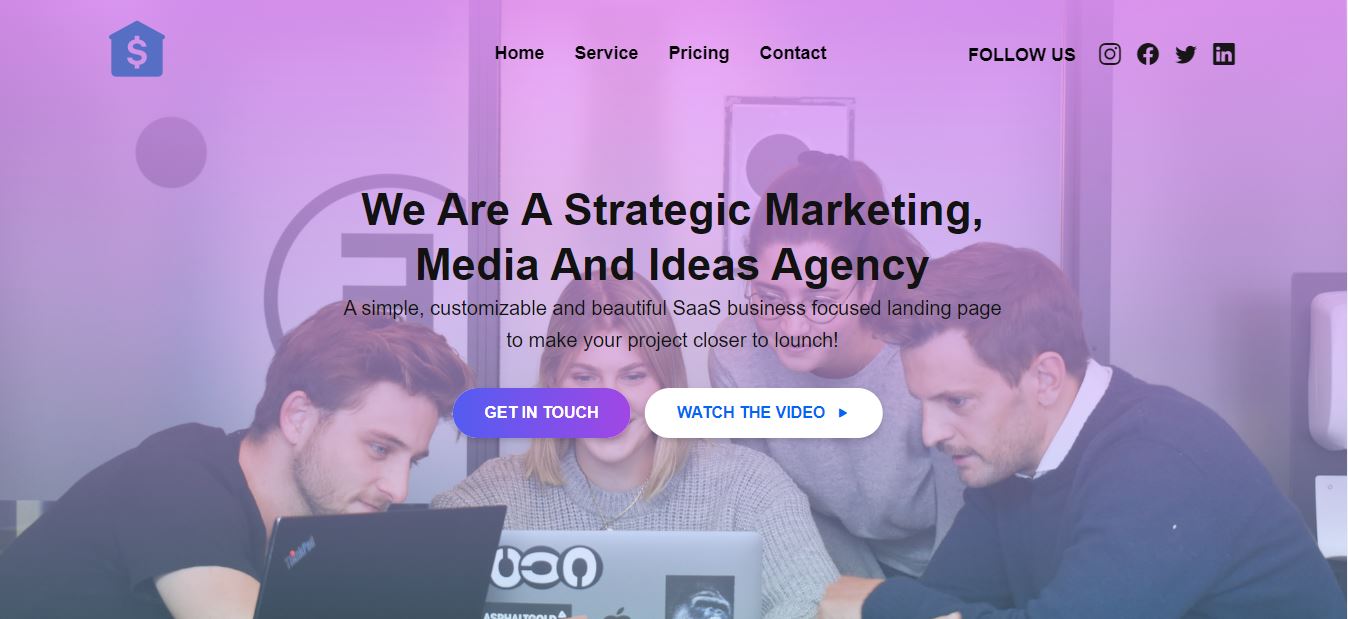 $
Home Service Pricing Contact FOLLOW US
We Are A Strategic Marketing,
Media And Ideas Agency
A simple, customizable and beautiful SaaS business focused landing page
to make your project closer to lounch!
GET IN TOUCH WATCH THE VIDEO
ThinkPad
ASPHALTGOLD